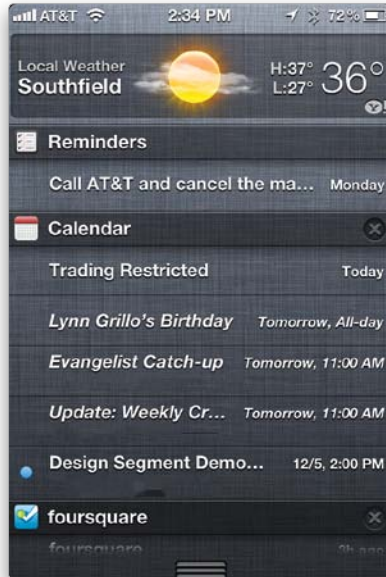 AT&T 2:34 PM 72%
Local Weather
Southfield
H:37°
L:27°
36°
Y!
Reminders
Call AT&T and cancel the ma... Monday
Calendar
Trading Restricted Today
Lynn Grillo's Birthday Tomorrow, All-day
Evangelist Catch-up Tomorrow, 11:00 AM
Update: Weekly Cr... Tomorrow, 11:00 AM
Design Segment Demo... 12/5, 2:00 PM
foursquare
foursquare 3h ago